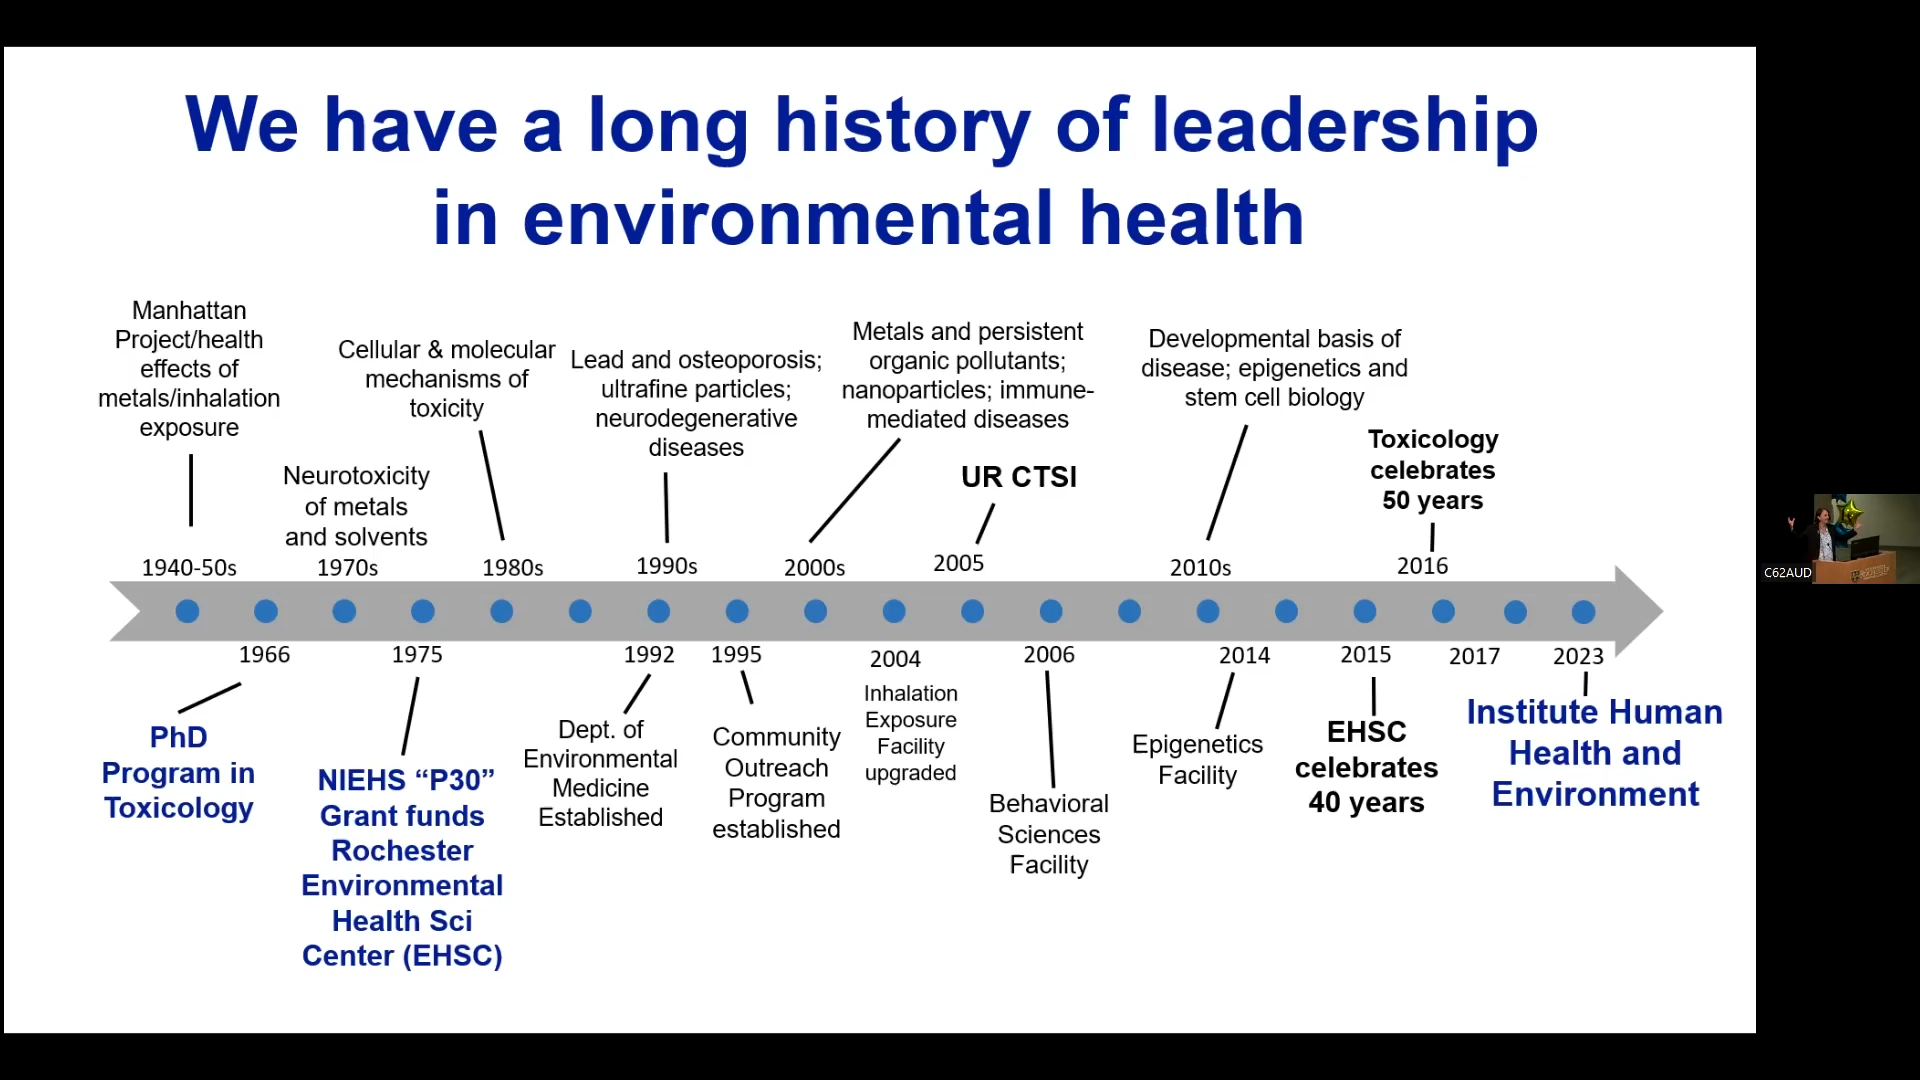 We have a long history of leadership
in environmental health
Manhattan
Project/health
effects of
metals/inhalation
exposure
Neurotoxicity
of metals
and solvents
Cellular & molecular
mechanisms of
toxicity
Lead and osteoporosis;
ultrafine particles;
neurodegenerative
diseases
Metals and persistent
organic pollutants;
nanoparticles; immune-
mediated diseases
UR CTSI
Developmental basis of
disease; epigenetics and
stem cell biology
Toxicology
celebrates
50 years
1940-50s
1970s
1980s
1990s
2000s
2005
2010s
2016
1966
1975
1992
1995
2004
2006
2014
2015
2017
2023
PhD
Program in
Toxicology
NIEHS “P30”
Grant funds
Rochester
Environmental
Health Sci
Center (EHSC)
Dept. of
Environmental
Medicine
Established
Community
Outreach
Program
established
Inhalation
Exposure
Facility
upgraded
Behavioral
Sciences
Facility
Epigenetics
Facility
EHSC
celebrates
40 years
Institute Human
Health and
Environment
C62AUD